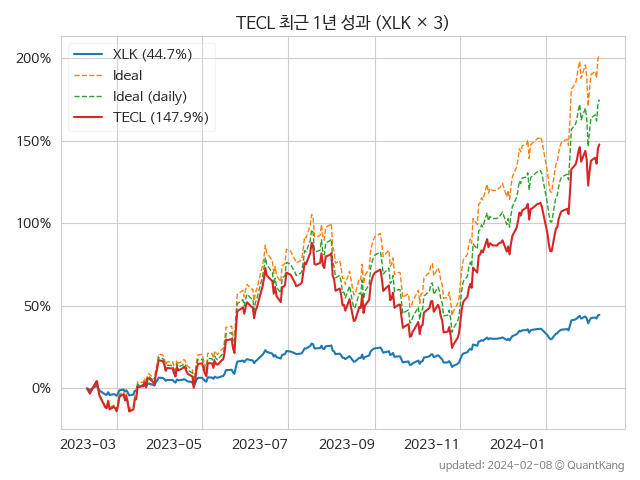 TECL 최근 1년 성과 (XLK × 3)
XLK (44.7%)
Ideal
Ideal (daily)
TECL (147.9%)
200%
150%
100%
50%
0%
2023-03 2023-05 2023-07 2023-09 2023-11 2024-01
updated: 2024-02-08 © QuantKang